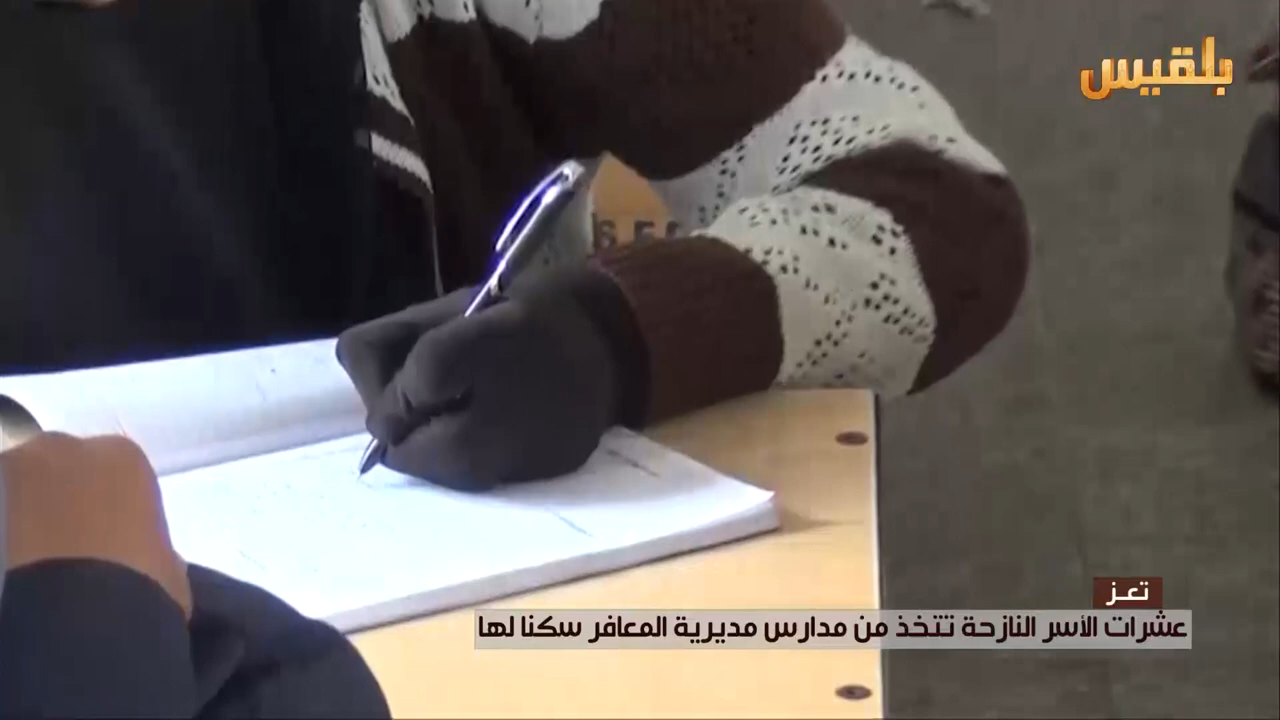 بلقيس
تعز
عشرات الأسر النازحة تتخذ من مدارس مديرية المعافر سكنا لها